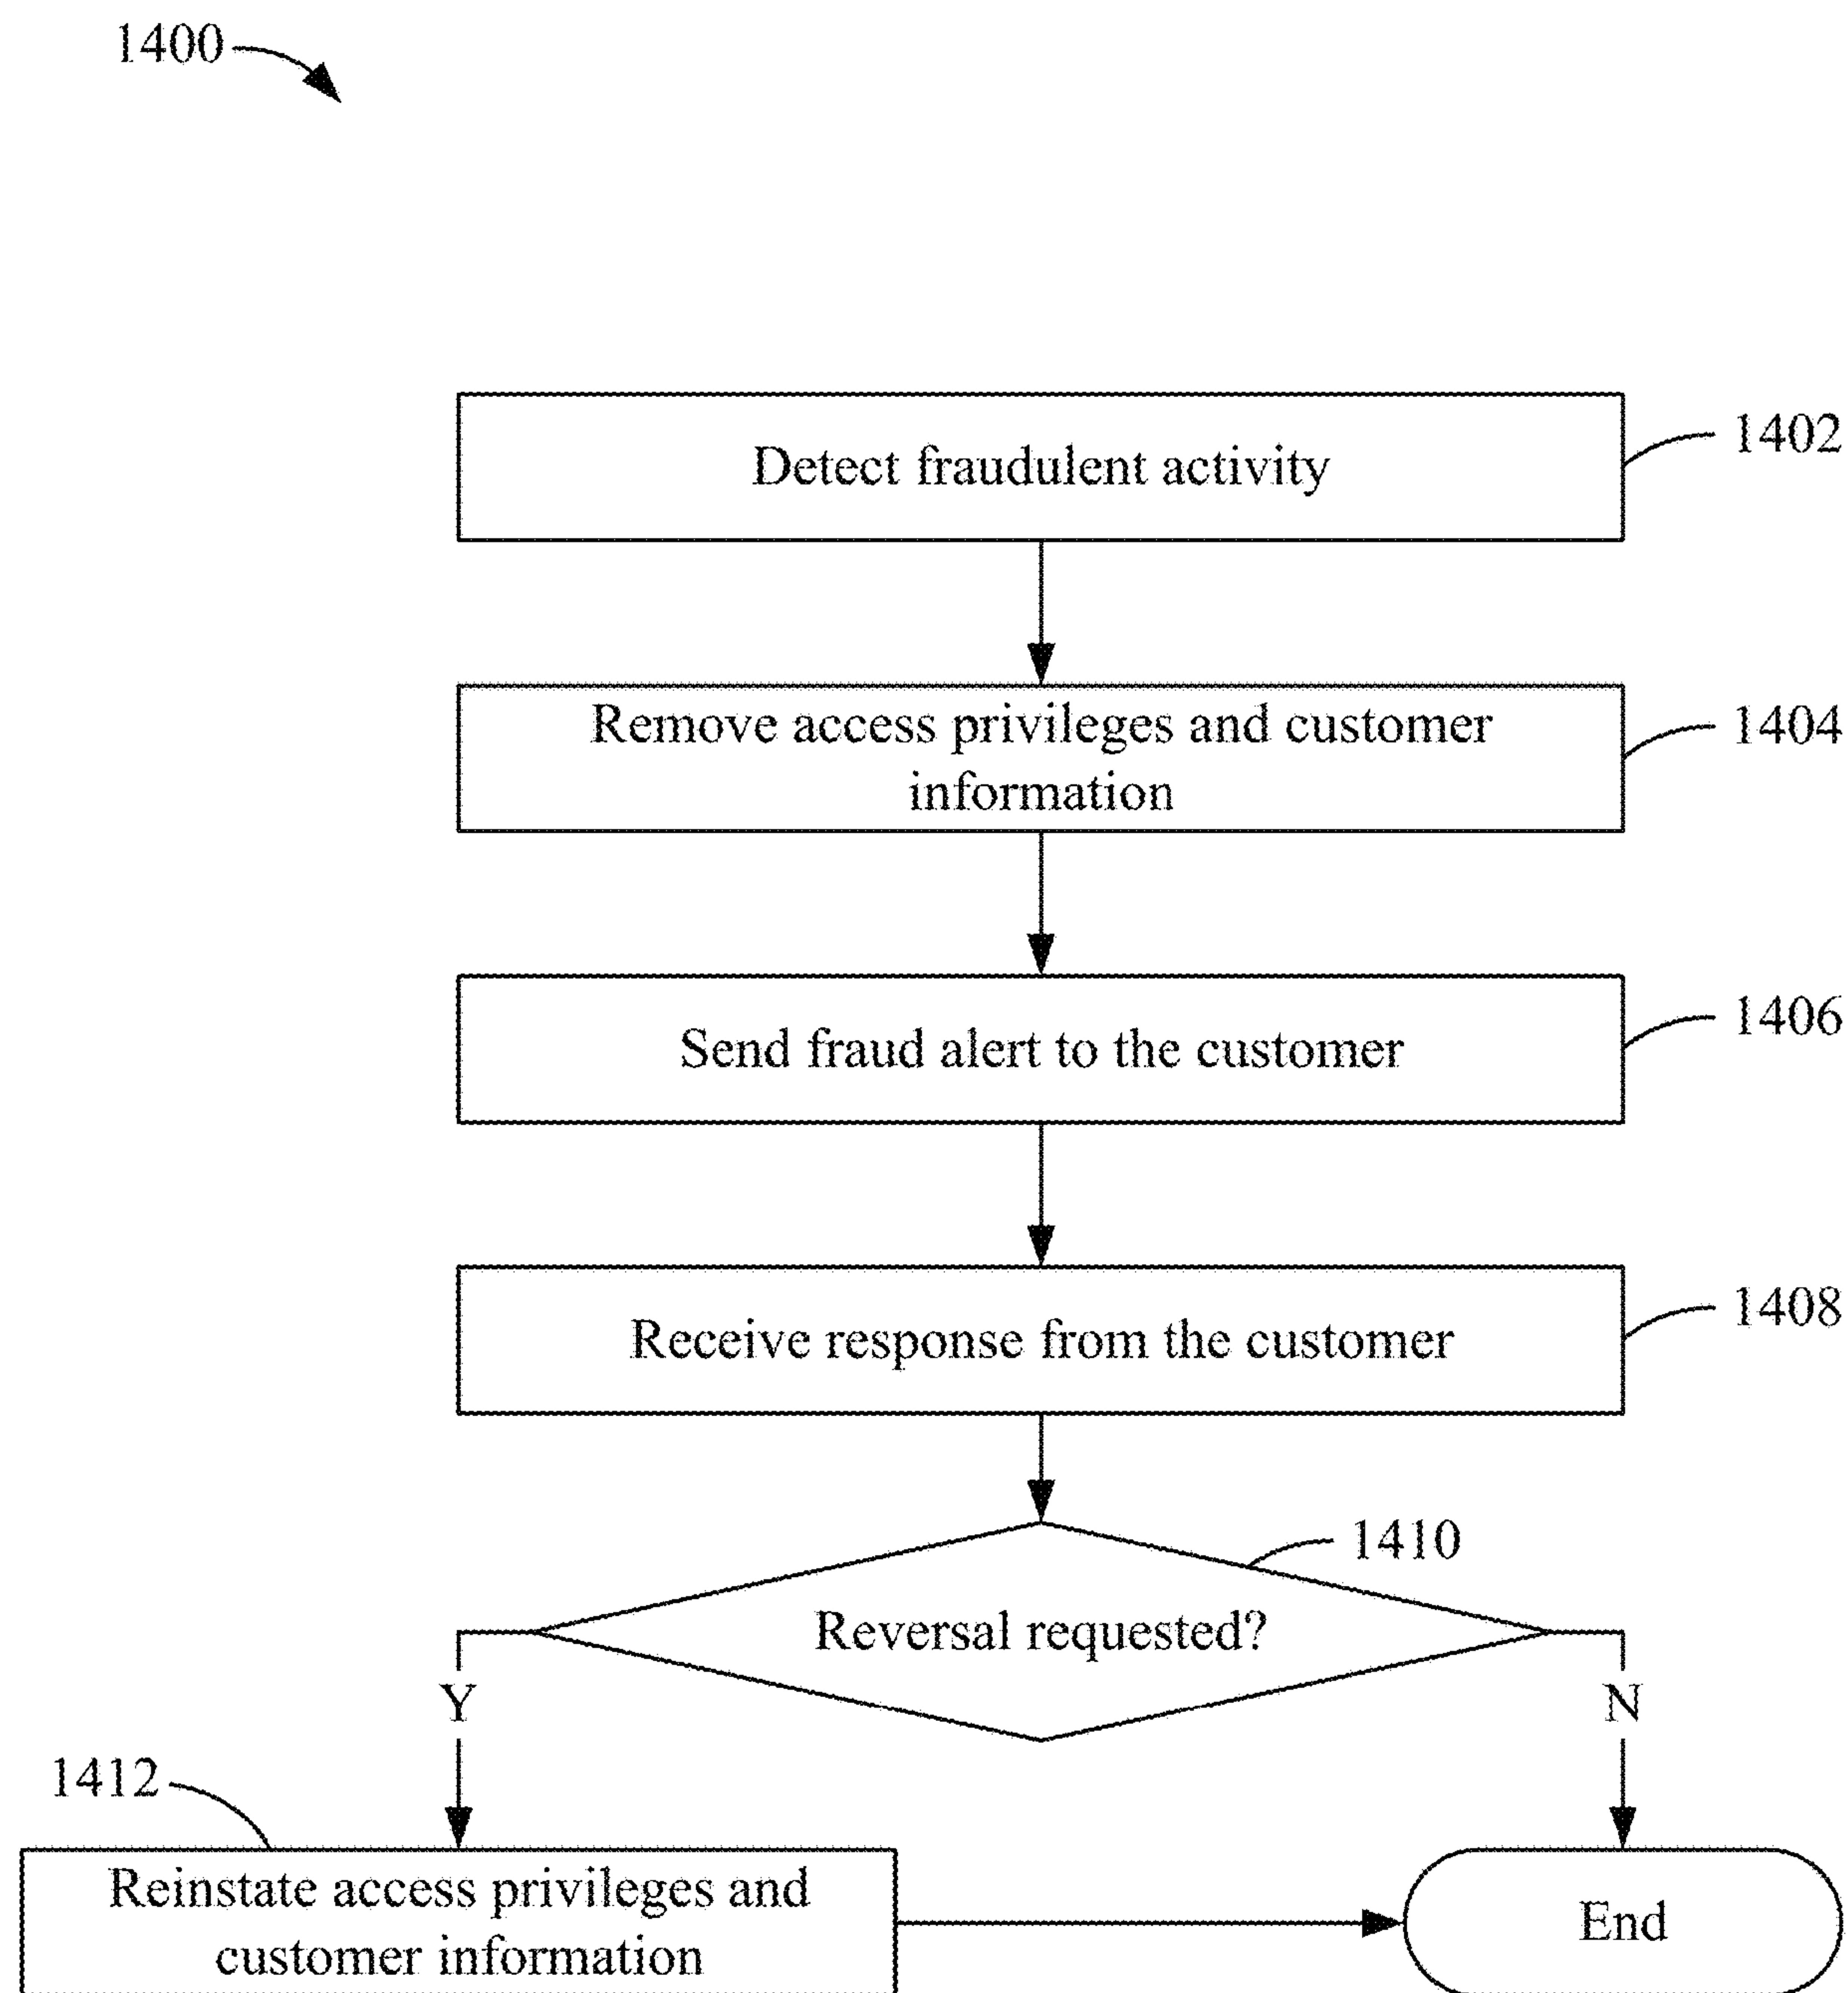 1400
Detect fraudulent activity
1402
Remove access privileges and customer
information
1404
Send fraud alert to the customer
1406
Receive response from the customer
1408
1410
Reversal requested?
Y
N
1412
Reinstate access privileges and
customer information
End